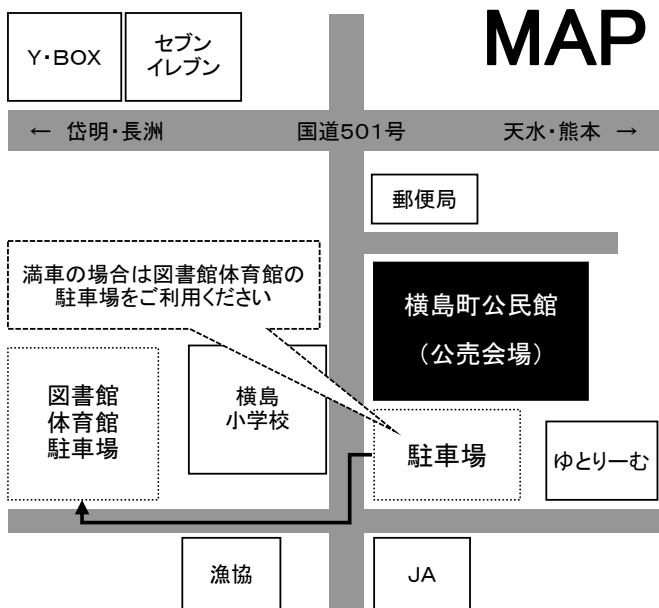 MAP
Y・BOX
セブン
イレブン
← 岱明・長洲
国道501号
天水・熊本 →
郵便局
満車の場合は図書館体育館の
駐車場をご利用ください
横島町公民館
(公売会場)
図書館
体育館
駐車場
横島
小学校
駐車場
ゆとりーむ
漁協
JA